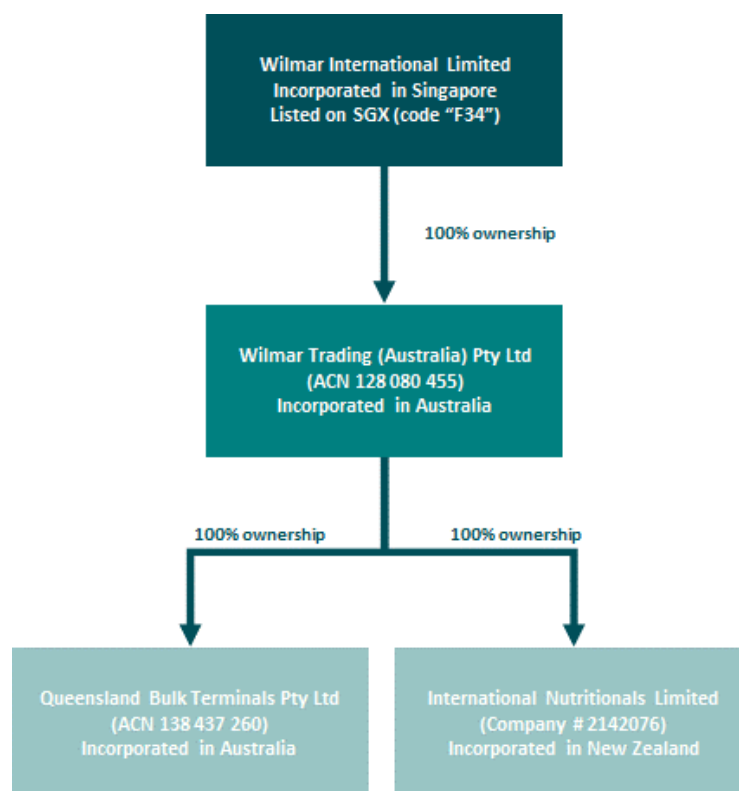 Wilmar International Limited
Incorporated in Singapore
Listed on SGX (code “F34”)
100% ownership
Wilmar Trading (Australia) Pty Ltd
(ACN 128 080 455)
Incorporated in Australia
100% ownership
100% ownership
Queensland Bulk Terminals Pty Ltd
(ACN 138 437 260)
Incorporated in Australia
International Nutritionals Limited
(Company # 2142076)
Incorporated in New Zealand